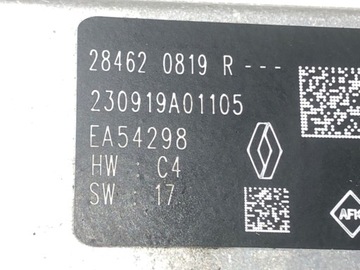 28462 0819 R ---
230919A01105
EA54298
HW : C4
SW : 17